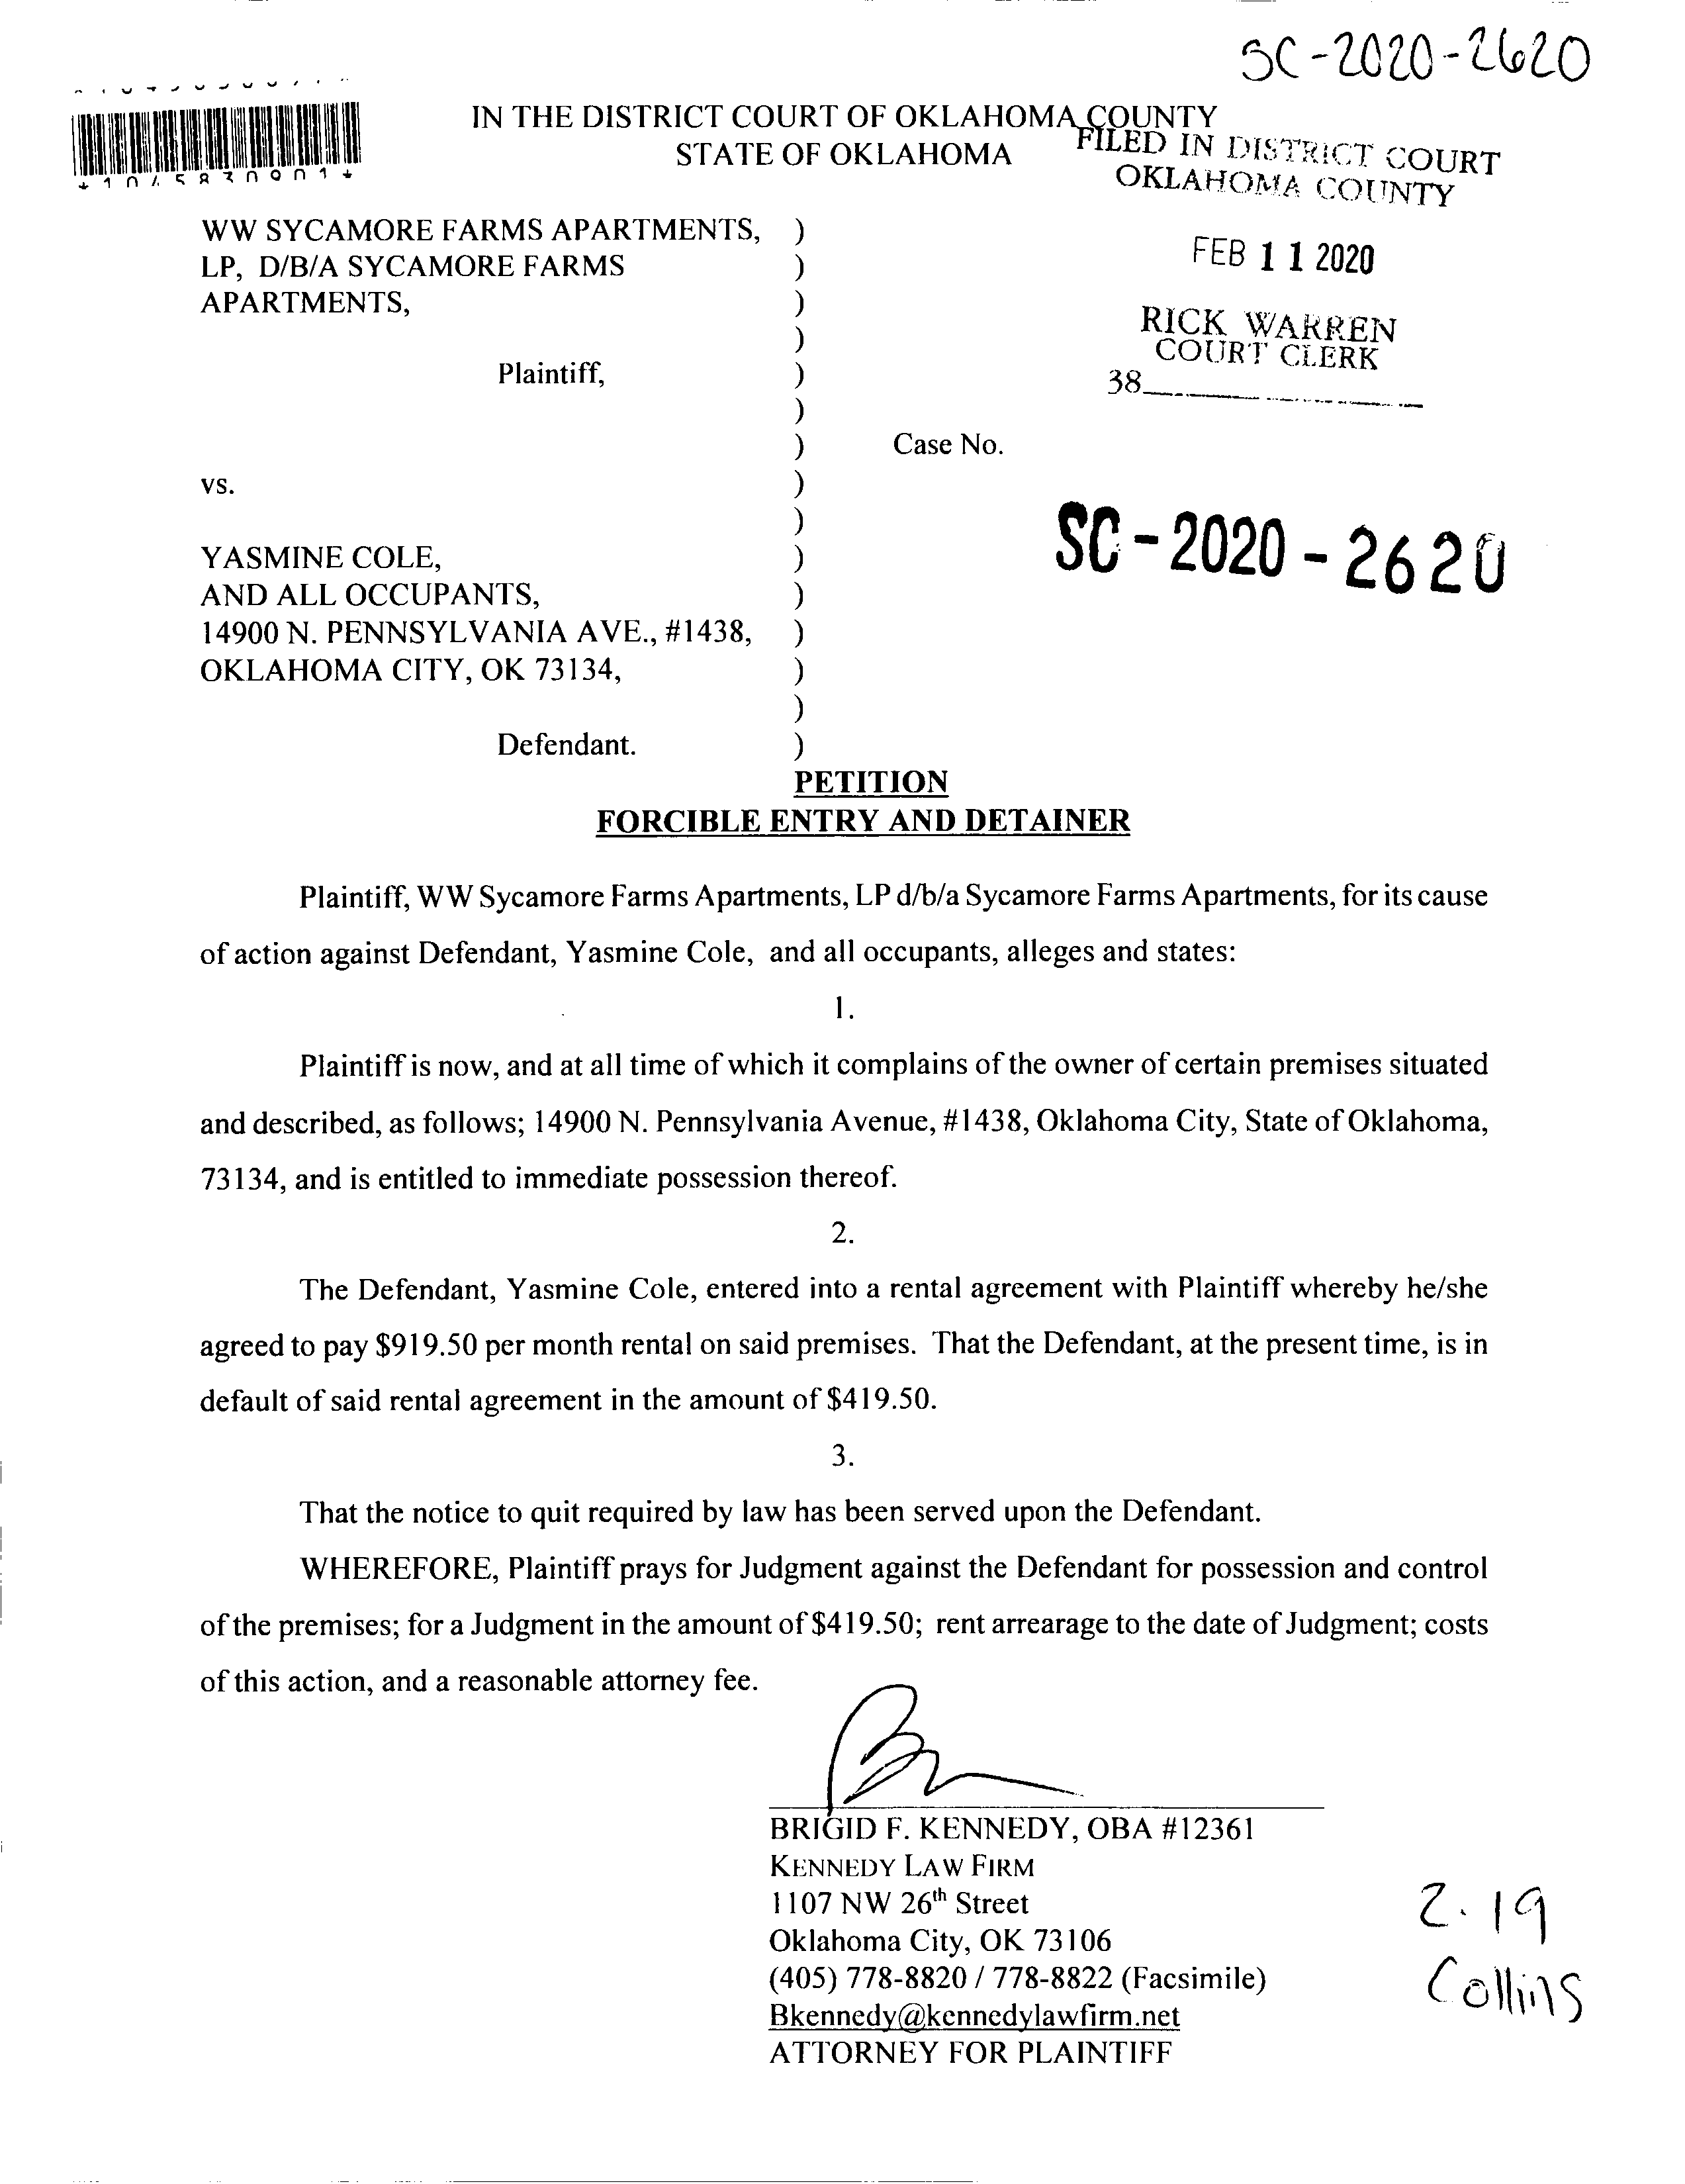 SC-2020-2620
IN THE DISTRICT COURT OF OKLAHOMA COUNTY
STATE OF OKLAHOMA
FILED IN DISTRICT COURT
OKLAHOMA COUNTY
FEB 11 2020
RICK WARREN
COURT CLERK
38
WW SYCAMORE FARMS APARTMENTS, )
LP, D/B/A SYCAMORE FARMS )
APARTMENTS, )
)
Plaintiff, )
)
) Case No.
vs. )
)
SC-2020-2620
YASMINE COLE, )
AND ALL OCCUPANTS, )
14900 N. PENNSYLVANIA AVE., #1438, )
OKLAHOMA CITY, OK 73134, )
)
Defendant. )
PETITION
FORCIBLE ENTRY AND DETAINER
Plaintiff, WW Sycamore Farms Apartments, LP d/b/a Sycamore Farms Apartments, for its cause
of action against Defendant, Yasmine Cole, and all occupants, alleges and states:
1.
Plaintiff is now, and at all time of which it complains of the owner of certain premises situated
and described, as follows; 14900 N. Pennsylvania Avenue, #1438, Oklahoma City, State of Oklahoma,
73134, and is entitled to immediate possession thereof.
2.
The Defendant, Yasmine Cole, entered into a rental agreement with Plaintiff whereby he/she
agreed to pay $919.50 per month rental on said premises. That the Defendant, at the present time, is in
default of said rental agreement in the amount of $419.50.
3.
That the notice to quit required by law has been served upon the Defendant.
WHEREFORE, Plaintiff prays for Judgment against the Defendant for possession and control
of the premises; for a Judgment in the amount of $419.50; rent arrearage to the date of Judgment; costs
of this action, and a reasonable attorney fee.
BRIGID F. KENNEDY, OBA #12361
KENNEDY LAW FIRM
1107 NW 26th Street
Oklahoma City, OK 73106
(405) 778-8820 / 778-8822 (Facsimile)
Bkennedy@kennedylawfirm.net
ATTORNEY FOR PLAINTIFF
2.19
Collins